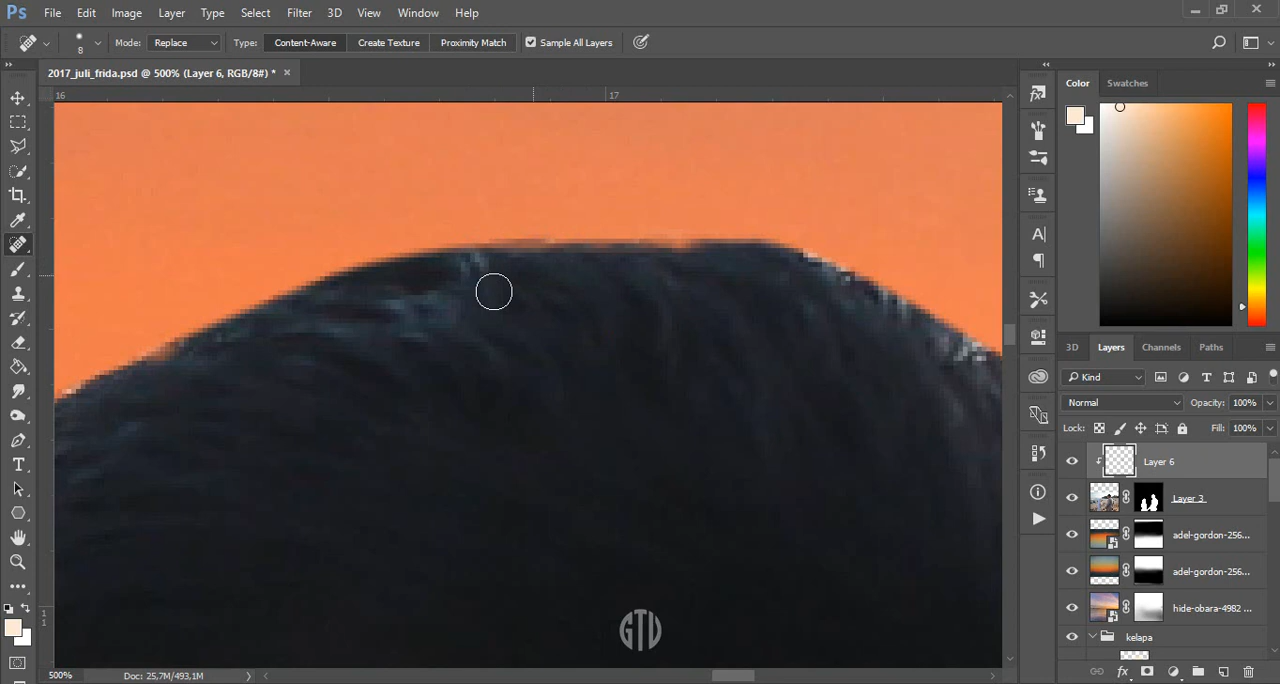 Ps File Edit Image Layer Type Select Filter 3D View Window Help
8 Mode: Replace Type: Content-Aware Create Texture Proximity Match Sample All Layers
2017_juli_frida.psd @ 500% (Layer 6, RGB/8#) * ×
16 17
Color Swatches
3D Layers Channels Paths
Kind
Normal Opacity: 100%
Lock: Fill: 100%
Layer 6
Layer 3
adel-gordon-256...
adel-gordon-256...
hide-obara-4982 ...
kelapa
1
1
GTV
500% Doc: 25,7M/493,1M